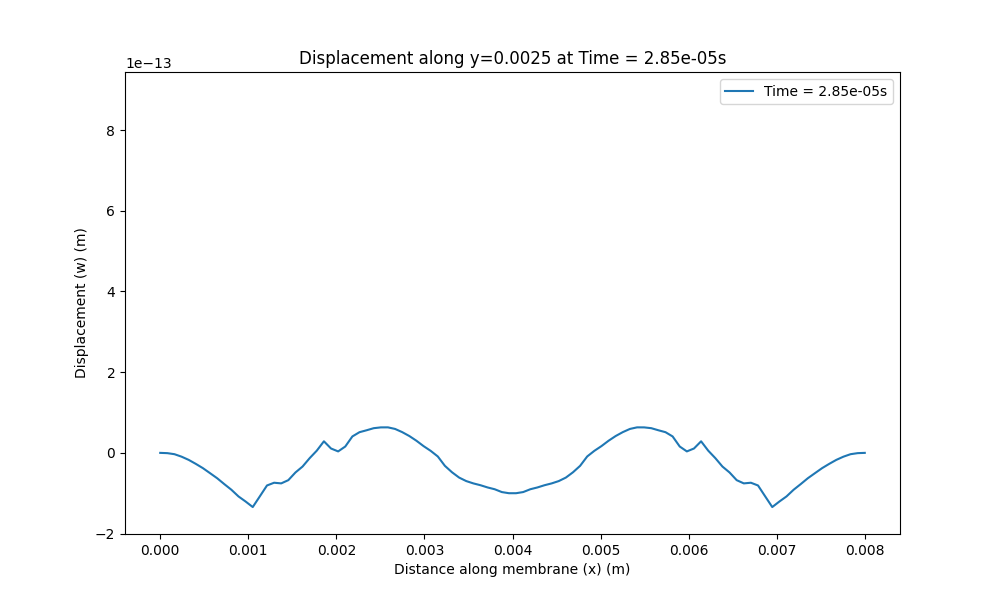 Displacement along y=0.0025 at Time = 2.85e-05s
1e−13
Time = 2.85e-05s
8
6
4
2
0
−2
Displacement (w) (m)
0.000 0.001 0.002 0.003 0.004 0.005 0.006 0.007 0.008
Distance along membrane (x) (m)